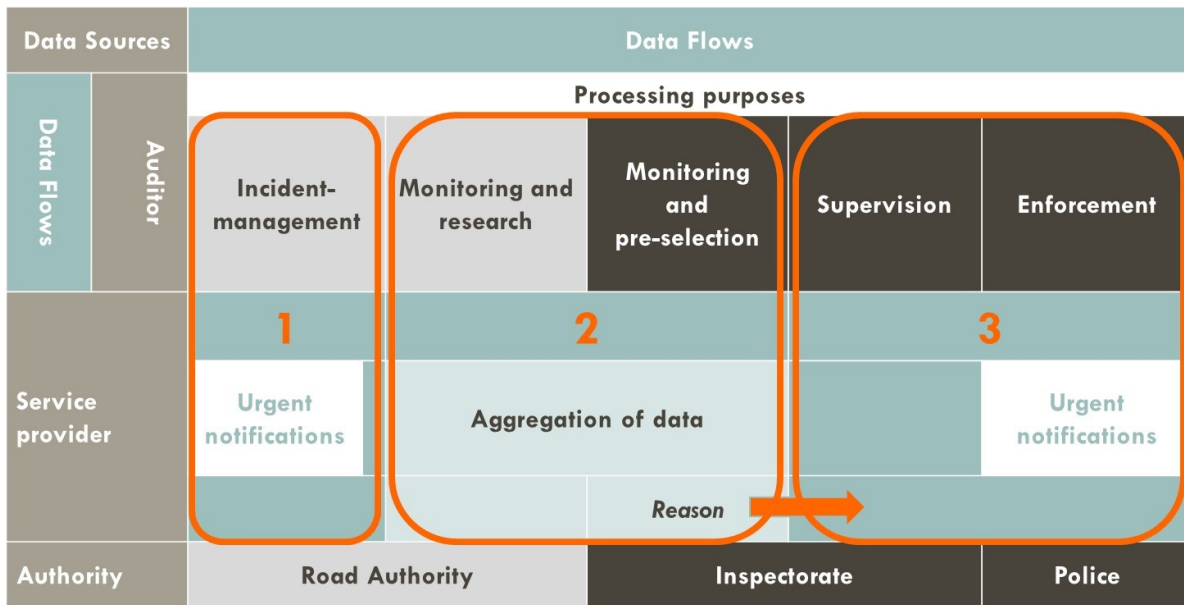 Data Sources
Data Flows
Data Flows
Auditor
Processing purposes
Incident-
management
Monitoring and
research
Monitoring
and
pre-selection
Supervision
Enforcement
1
2
3
Service
provider
Urgent
notifications
Aggregation of data
Urgent
notifications
Reason
Authority
Road Authority
Inspectorate
Police